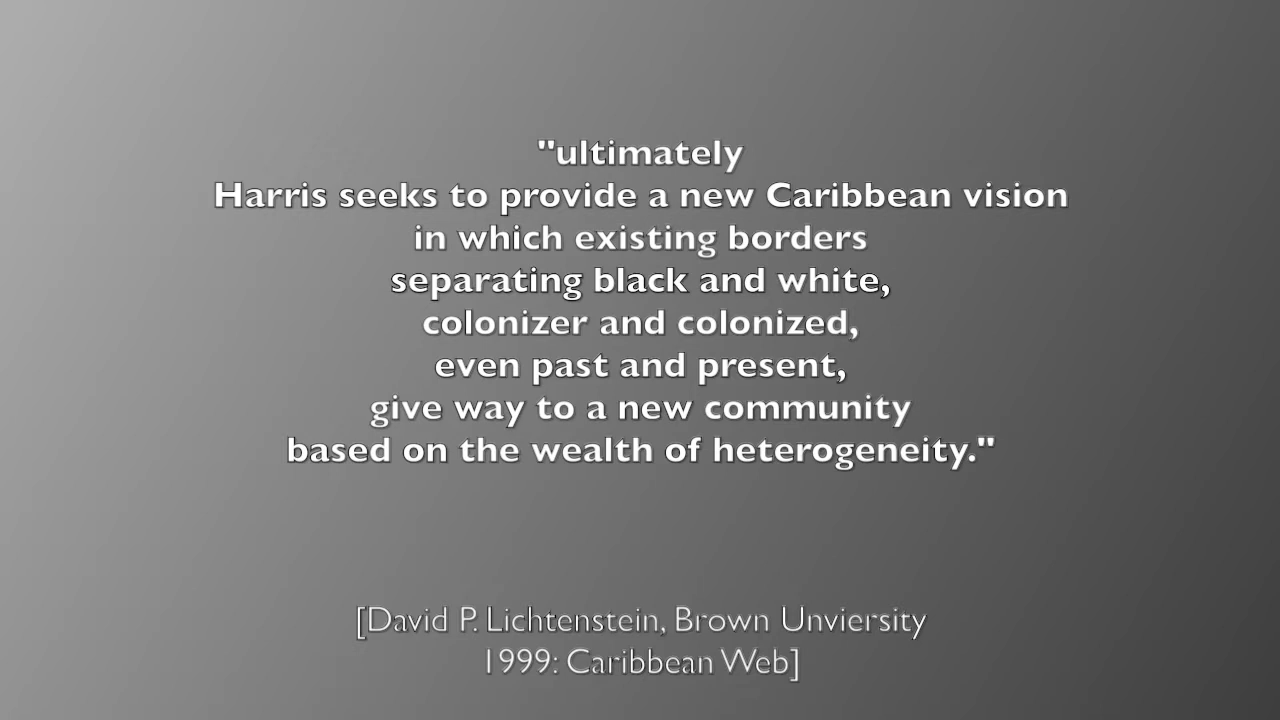 "ultimately
Harris seeks to provide a new Caribbean vision
in which existing borders
separating black and white,
colonizer and colonized,
even past and present,
give way to a new community
based on the wealth of heterogeneity."
[David P. Lichtenstein, Brown Unviersity
1999: Caribbean Web]